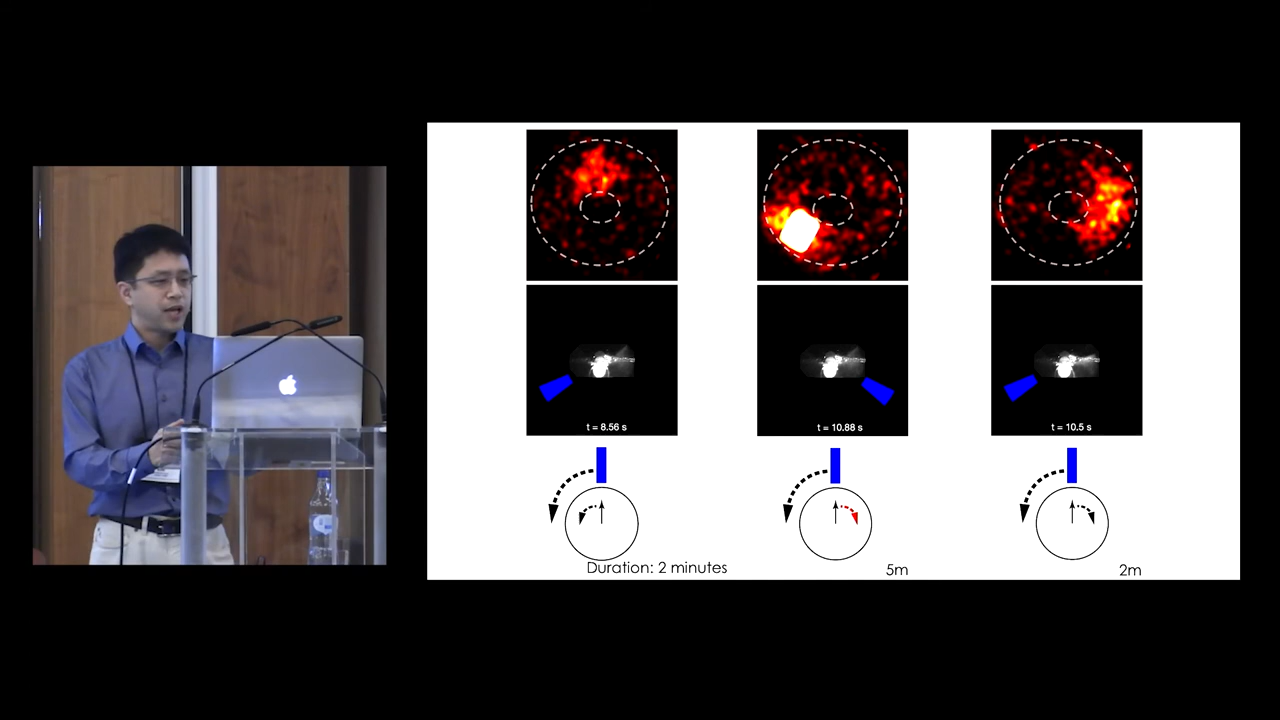 t = 8.56 s
t = 10.88 s
t = 10.5 s
Duration: 2 minutes
5m
2m